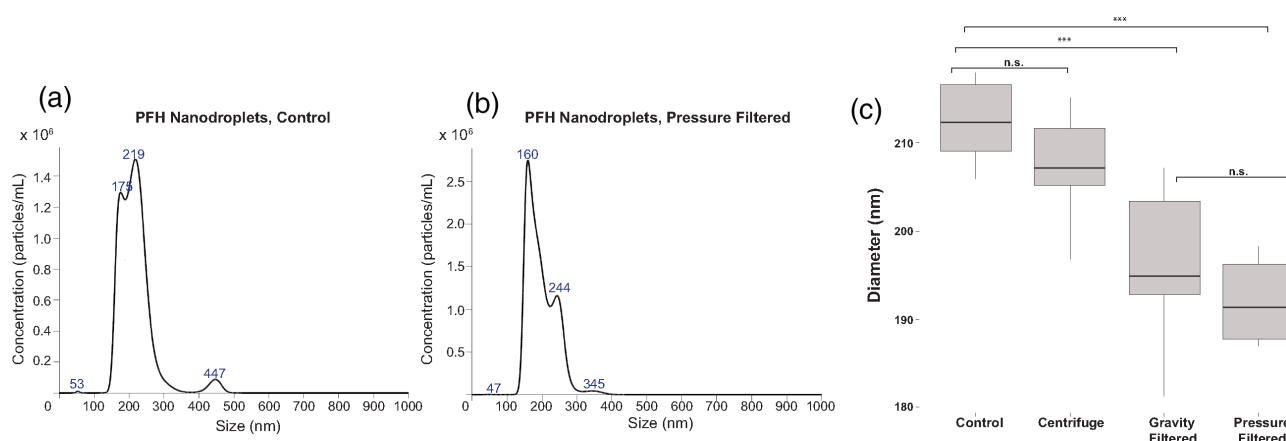 (a)
PFH Nanodroplets, Control
x 10⁶
Concentration (particles/mL)
1.4
1.2
1.0
0.8
0.6
0.4
0.2
0
53
175
219
447
100 200 300 400 500 600 700 800 900 1000
Size (nm)
(b)
PFH Nanodroplets, Pressure Filtered
x 10⁶
Concentration (particles/mL)
2.5
2.0
1.5
1.0
0.5
0
47
160
244
345
100 200 300 400 500 600 700 800 900 1000
Size (nm)
(c)
***
***
n.s.
n.s.
Diameter (nm)
210
200
190
180
Control
Centrifuge
Gravity
Filtered
Pressure
Filtered